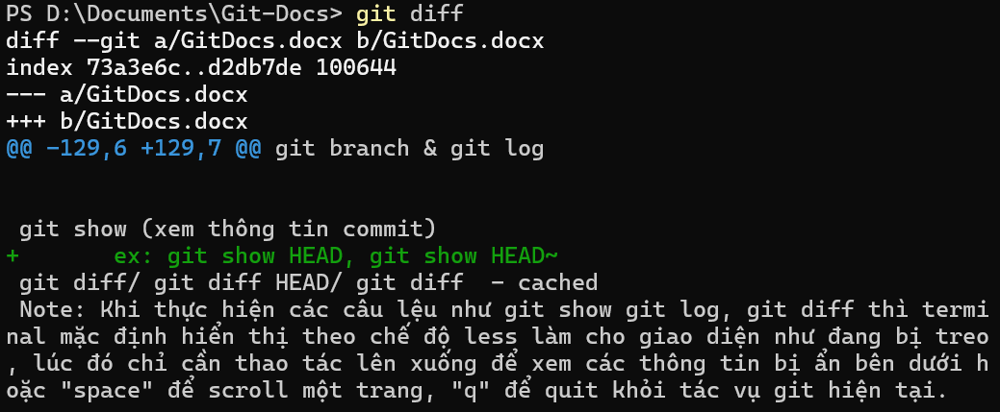 PS D:\Documents\Git-Docs> git diff
diff --git a/GitDocs.docx b/GitDocs.docx
index 73a3e6c..d2db7de 100644
--- a/GitDocs.docx
+++ b/GitDocs.docx
@@ -129,6 +129,7 @@ git branch & git log
git show (xem thông tin commit)
+       ex: git show HEAD, git show HEAD~
git diff/ git diff HEAD/ git diff  - cached
Note: Khi thực hiện các câu lệu như git show git log, git diff thì termi
nal mặc định hiển thị theo chế độ less làm cho giao diện như đang bị treo
, lúc đó chỉ cần thao tác lên xuống để xem các thông tin bị ẩn bên dưới h
oặc "space" để scroll một trang, "q" để quit khỏi tác vụ git hiện tại.